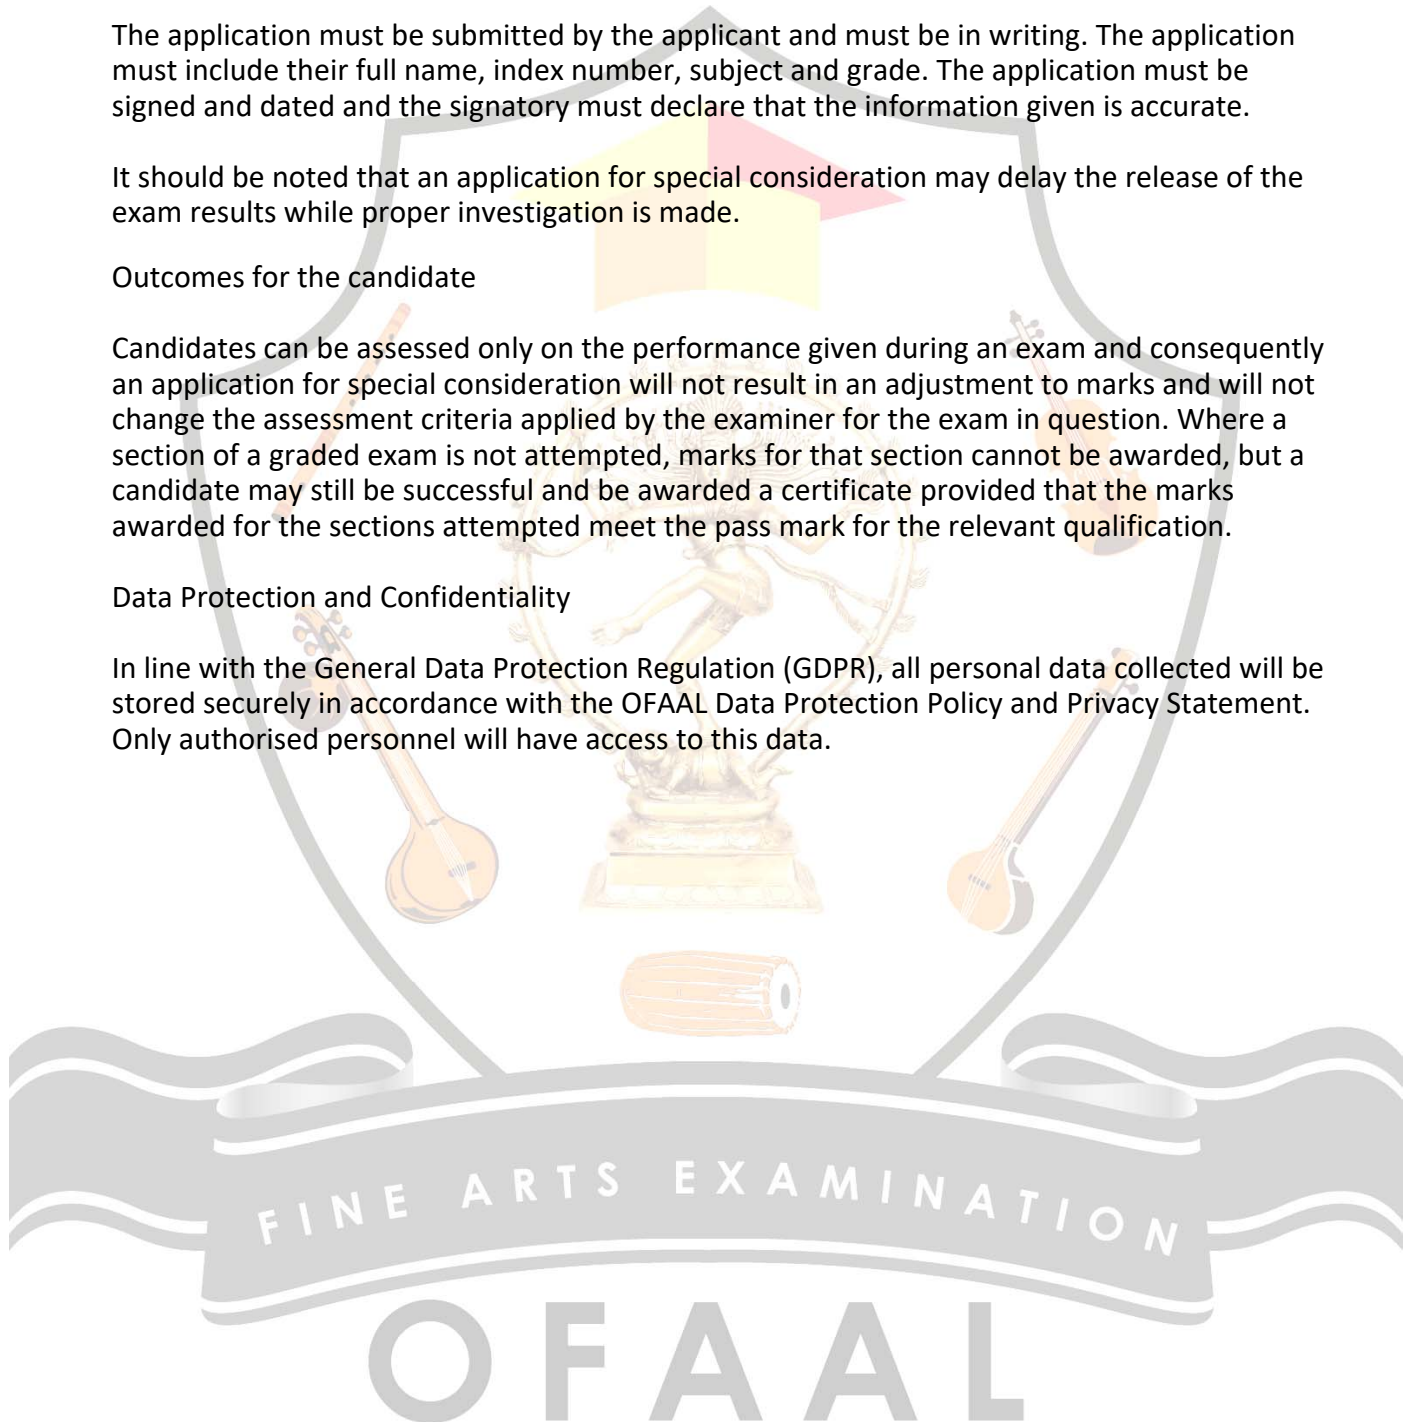 The application must be submitted by the applicant and must be in writing. The application
must include their full name, index number, subject and grade. The application must be
signed and dated and the signatory must declare that the information given is accurate.
It should be noted that an application for special consideration may delay the release of the
exam results while proper investigation is made.
Outcomes for the candidate
Candidates can be assessed only on the performance given during an exam and consequently
an application for special consideration will not result in an adjustment to marks and will not
change the assessment criteria applied by the examiner for the exam in question. Where a
section of a graded exam is not attempted, marks for that section cannot be awarded, but a
candidate may still be successful and be awarded a certificate provided that the marks
awarded for the sections attempted meet the pass mark for the relevant qualification.
Data Protection and Confidentiality
In line with the General Data Protection Regulation (GDPR), all personal data collected will be
stored securely in accordance with the OFAAL Data Protection Policy and Privacy Statement.
Only authorised personnel will have access to this data.
FINE ARTS EXAMINATION
OFAAL